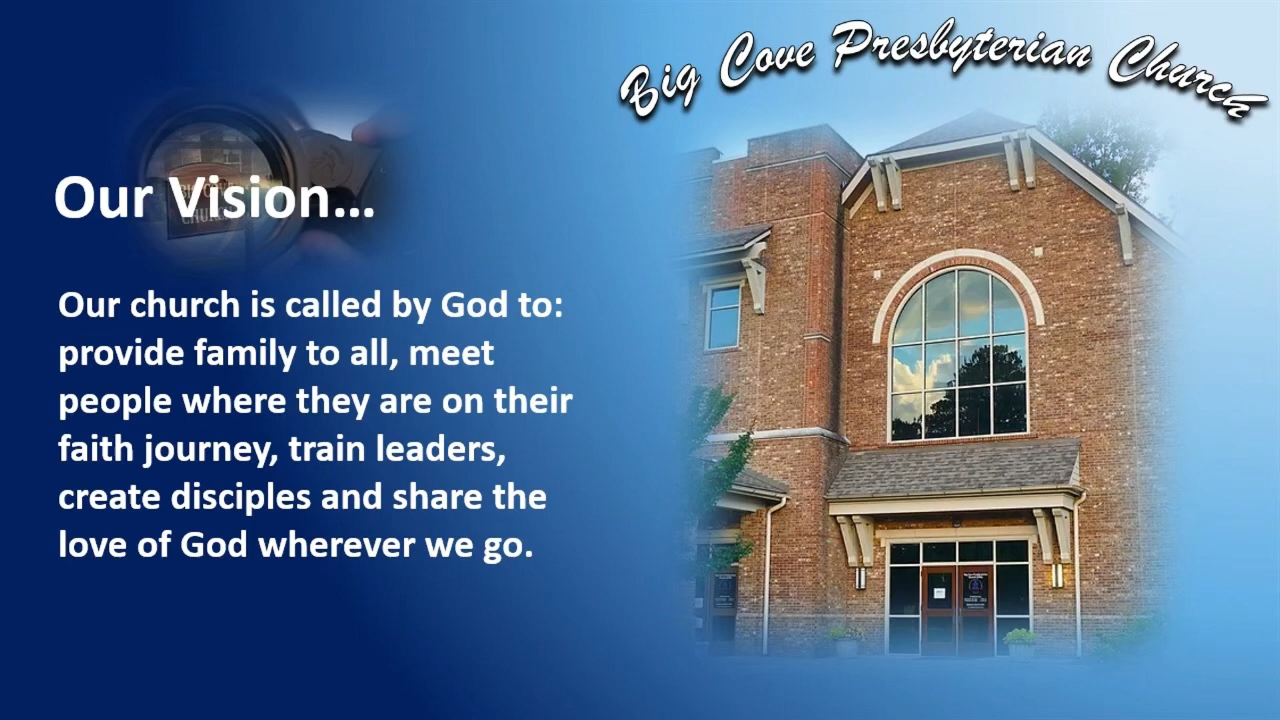 Big Cove Presbyterian Church
Our Vision...
Our church is called by God to:
provide family to all, meet
people where they are on their
faith journey, train leaders,
create disciples and share the
love of God wherever we go.